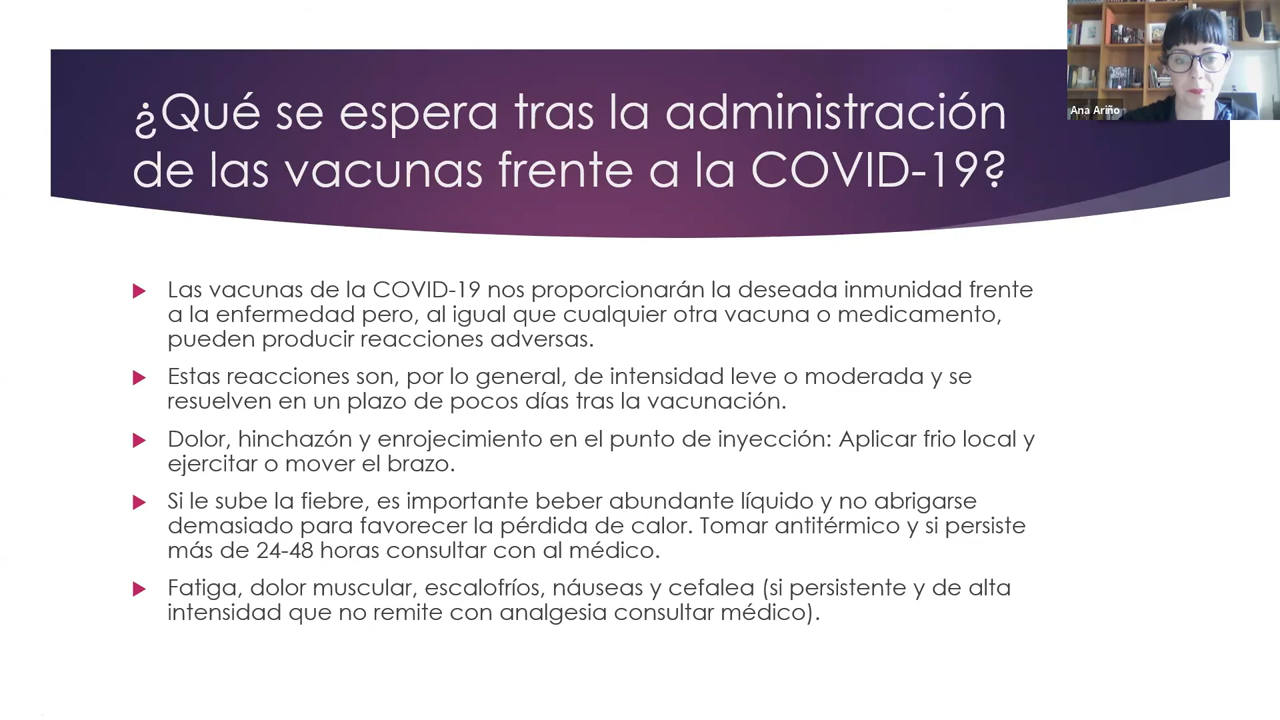 ¿Qué se espera tras la administración
de las vacunas frente a la COVID-19?
Ana Ariño
Las vacunas de la COVID-19 nos proporcionarán la deseada inmunidad frente
a la enfermedad pero, al igual que cualquier otra vacuna o medicamento,
pueden producir reacciones adversas.
Estas reacciones son, por lo general, de intensidad leve o moderada y se
resuelven en un plazo de pocos días tras la vacunación.
Dolor, hinchazón y enrojecimiento en el punto de inyección: Aplicar frio local y
ejercitar o mover el brazo.
Si le sube la fiebre, es importante beber abundante líquido y no abrigarse
demasiado para favorecer la pérdida de calor. Tomar antitérmico y si persiste
más de 24-48 horas consultar con al médico.
Fatiga, dolor muscular, escalofríos, náuseas y cefalea (si persistente y de alta
intensidad que no remite con analgesia consultar médico).